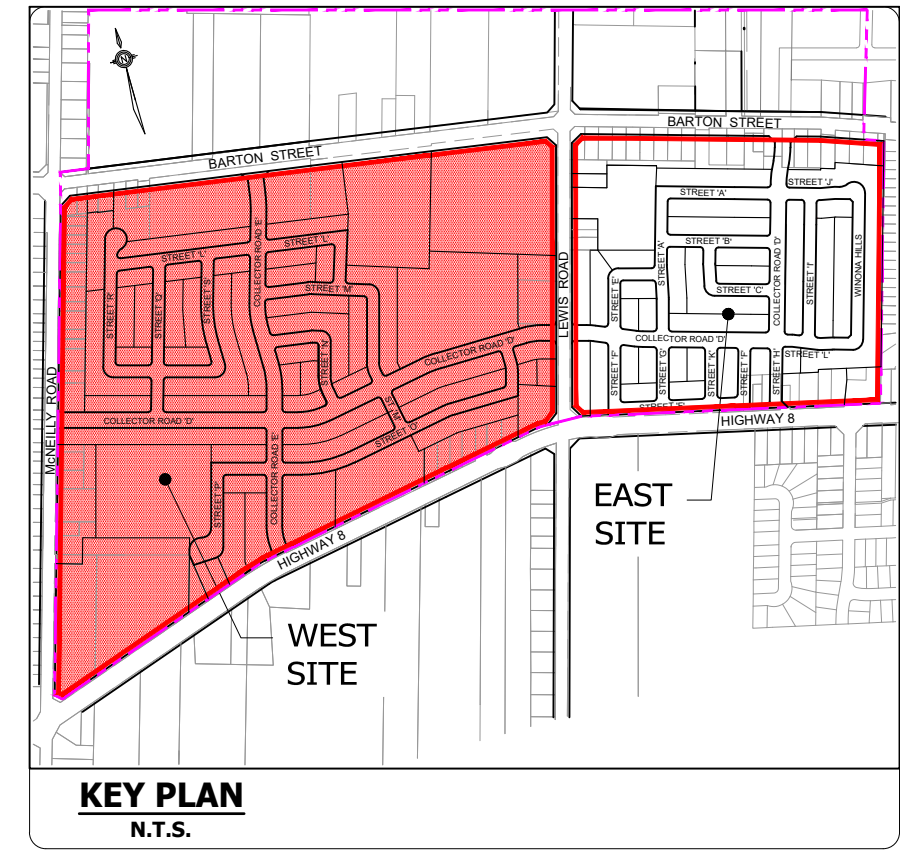 N
BARTON STREET
BARTON STREET
STREET 'A'
STREET 'J'
STREET 'B'
STREET 'A'
COLLECTOR ROAD 'D'
STREET 'I'
WINONA HILLS
STREET 'C'
STREET 'E'
LEWIS ROAD
COLLECTOR ROAD 'D'
STREET 'L'
STREET 'F'
STREET 'G'
STREET 'K'
STREET 'F'
STREET 'H'
HIGHWAY 8
COLLECTOR ROAD 'E'
STREET 'L'
STREET 'L'
STREET 'M'
STREET 'R'
STREET 'Q'
STREET 'S'
STREET 'N'
COLLECTOR ROAD 'D'
COLLECTOR ROAD 'D'
McNEILLY ROAD
STREET 'O'
COLLECTOR ROAD 'E'
STREET 'P'
HIGHWAY 8
EAST
SITE
WEST
SITE
KEY PLAN
N.T.S.